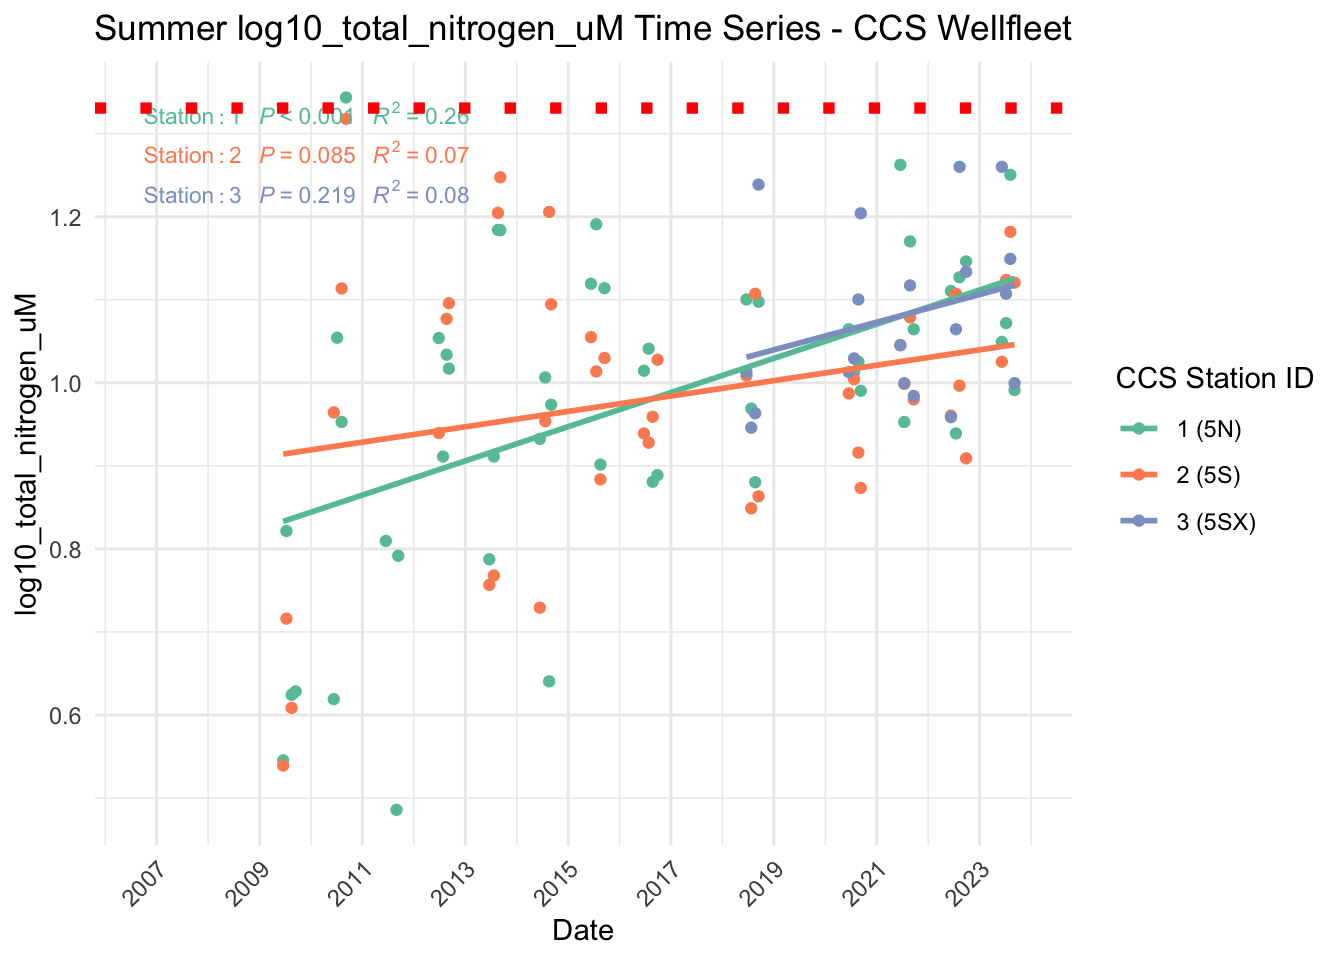 Summer log10_total_nitrogen_uM Time Series - CCS Wellfleet
Station: 1 P < 0.001 R² = 0.26
Station: 2 P = 0.085 R² = 0.07
Station: 3 P = 0.219 R² = 0.08
1.2
1.0
0.8
0.6
log10_total_nitrogen_uM
2007 2009 2011 2013 2015 2017 2019 2021 2023
Date
CCS Station ID
1 (5N)
2 (5S)
3 (5SX)